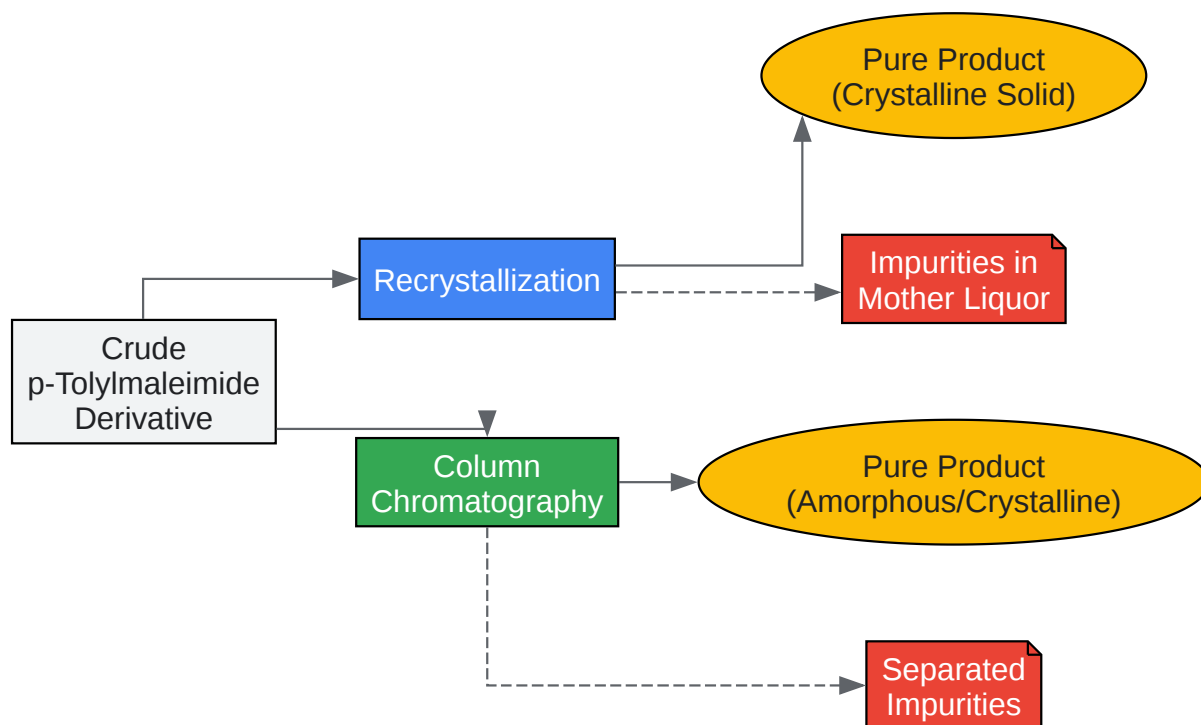 Pure Product
(Crystalline Solid)
Recrystallization
Impurities in
Mother Liquor
Crude
p-Tolylmaleimide
Derivative
Column
Chromatography
Pure Product
(Amorphous/Crystalline)
Separated
Impurities